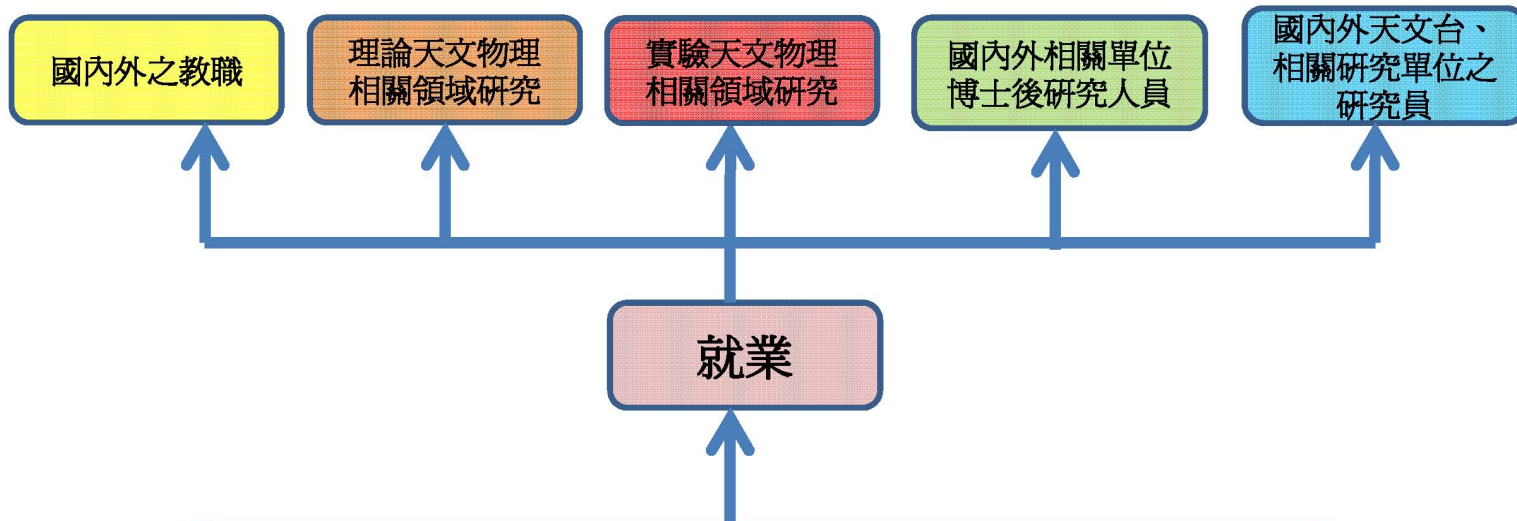 國內外之教職
理論天文物理
相關領域研究
實驗天文物理
相關領域研究
國內外相關單位
博士後研究人員
國內外天文台、
相關研究單位之
研究員
就業